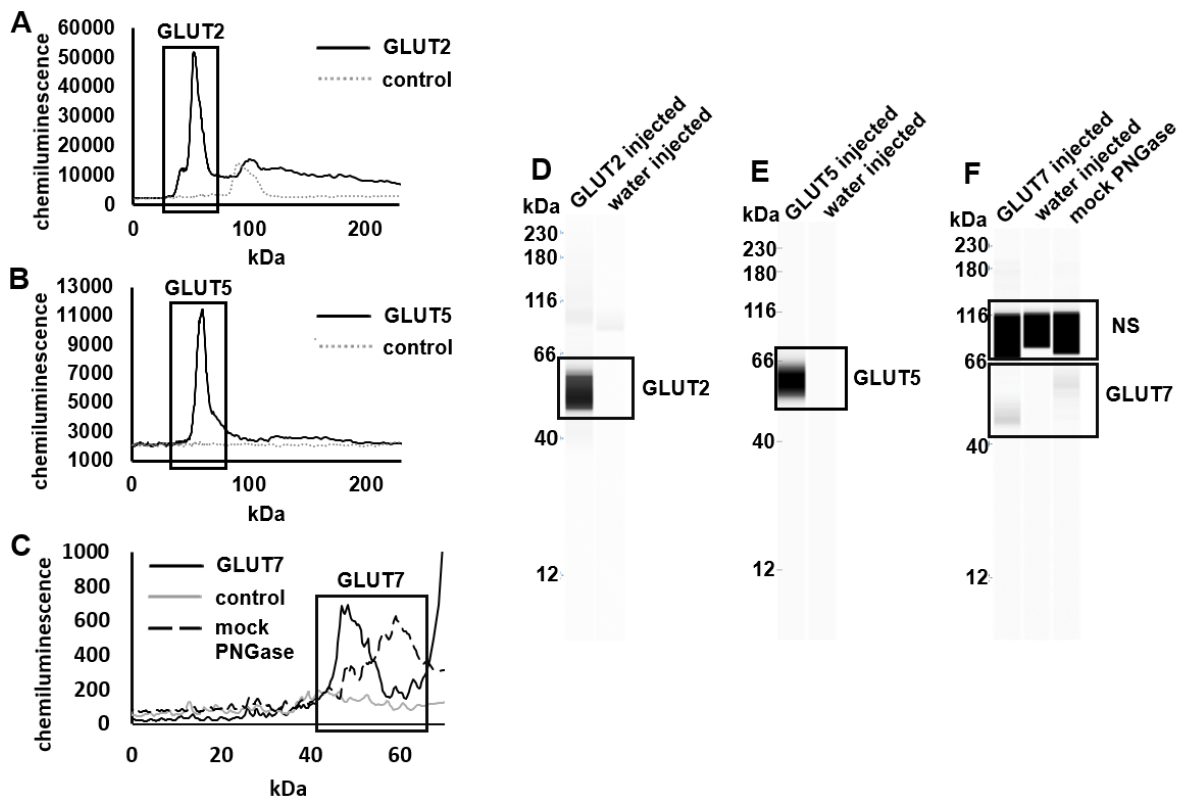 A
chemiluminescence
60000
50000
40000
30000
20000
10000
0
GLUT2
GLUT2
control
0 100 200
kDa
B
chemiluminescence
13000
11000
9000
7000
5000
3000
1000
GLUT5
GLUT5
control
0 100 200
kDa
C
chemiluminescence
1000
800
600
400
200
0
GLUT7
control
mock
PNGase
GLUT7
0 20 40 60
kDa
D
GLUT2 injected
water injected
kDa
230
180
116
66
40
12
GLUT2
E
GLUT5 injected
water injected
kDa
230
180
116
66
40
12
GLUT5
F
GLUT7 injected
water injected
mock PNGase
kDa
230
180
116
66
40
12
NS
GLUT7